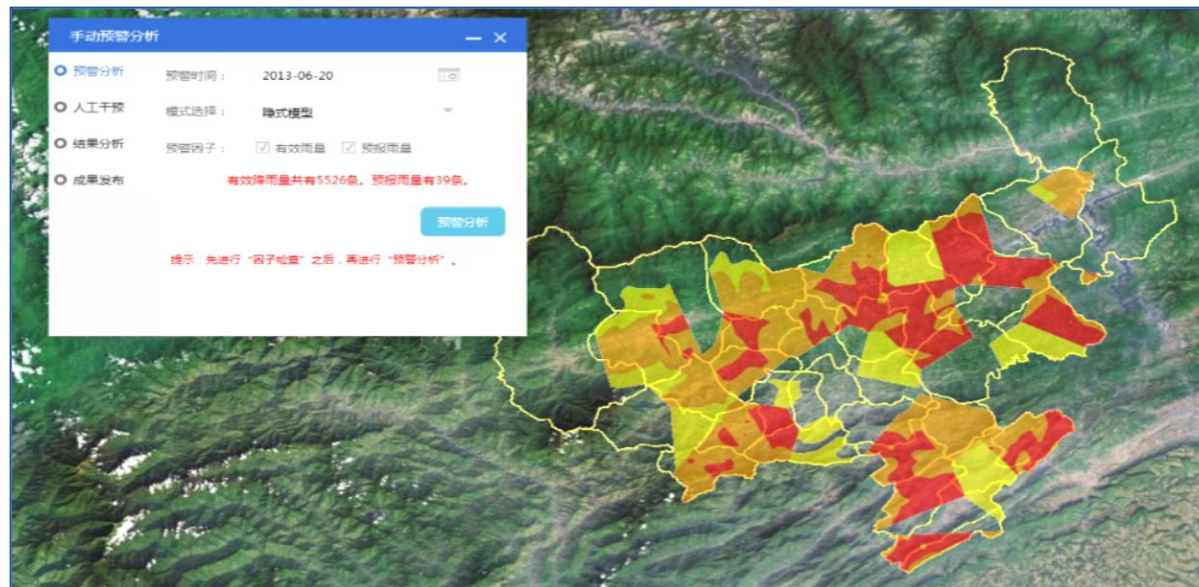 手动预警分析
预警分析
预警时间：
2013-06-20
人工干预
模式选择：
隐式模型
结果分析
预警因子：
有效雨量
预报雨量
成果发布
有效降雨量共有5526条。预报雨量有39条。
预警分析
提示：先进行“因子检查”之后，再进行“预警分析”。